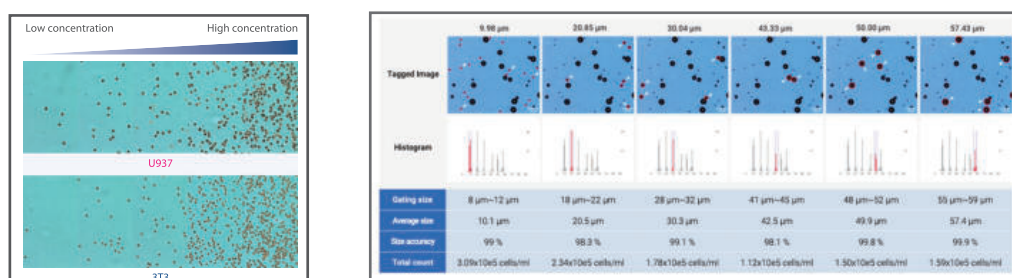 Low concentration High concentration
U937
3T3
9.98 µm 20.85 µm 30.04 µm 43.33 µm 50.00 µm 57.43 µm
Tagged Image
Histogram
Gating size 8 µm~12 µm 18 µm~22 µm 28 µm~32 µm 41 µm~45 µm 48 µm~52 µm 55 µm~59 µm
Average size 10.1 µm 20.5 µm 30.3 µm 42.5 µm 49.9 µm 57.4 µm
Size accuracy 99 % 98.3 % 99.1 % 98.1 % 99.8 % 99.9 %
Total count 3.09x10e5 cells/ml 2.34x10e5 cells/ml 1.78x10e5 cells/ml 1.12x10e5 cells/ml 1.50x10e5 cells/ml 1.59x10e5 cells/ml